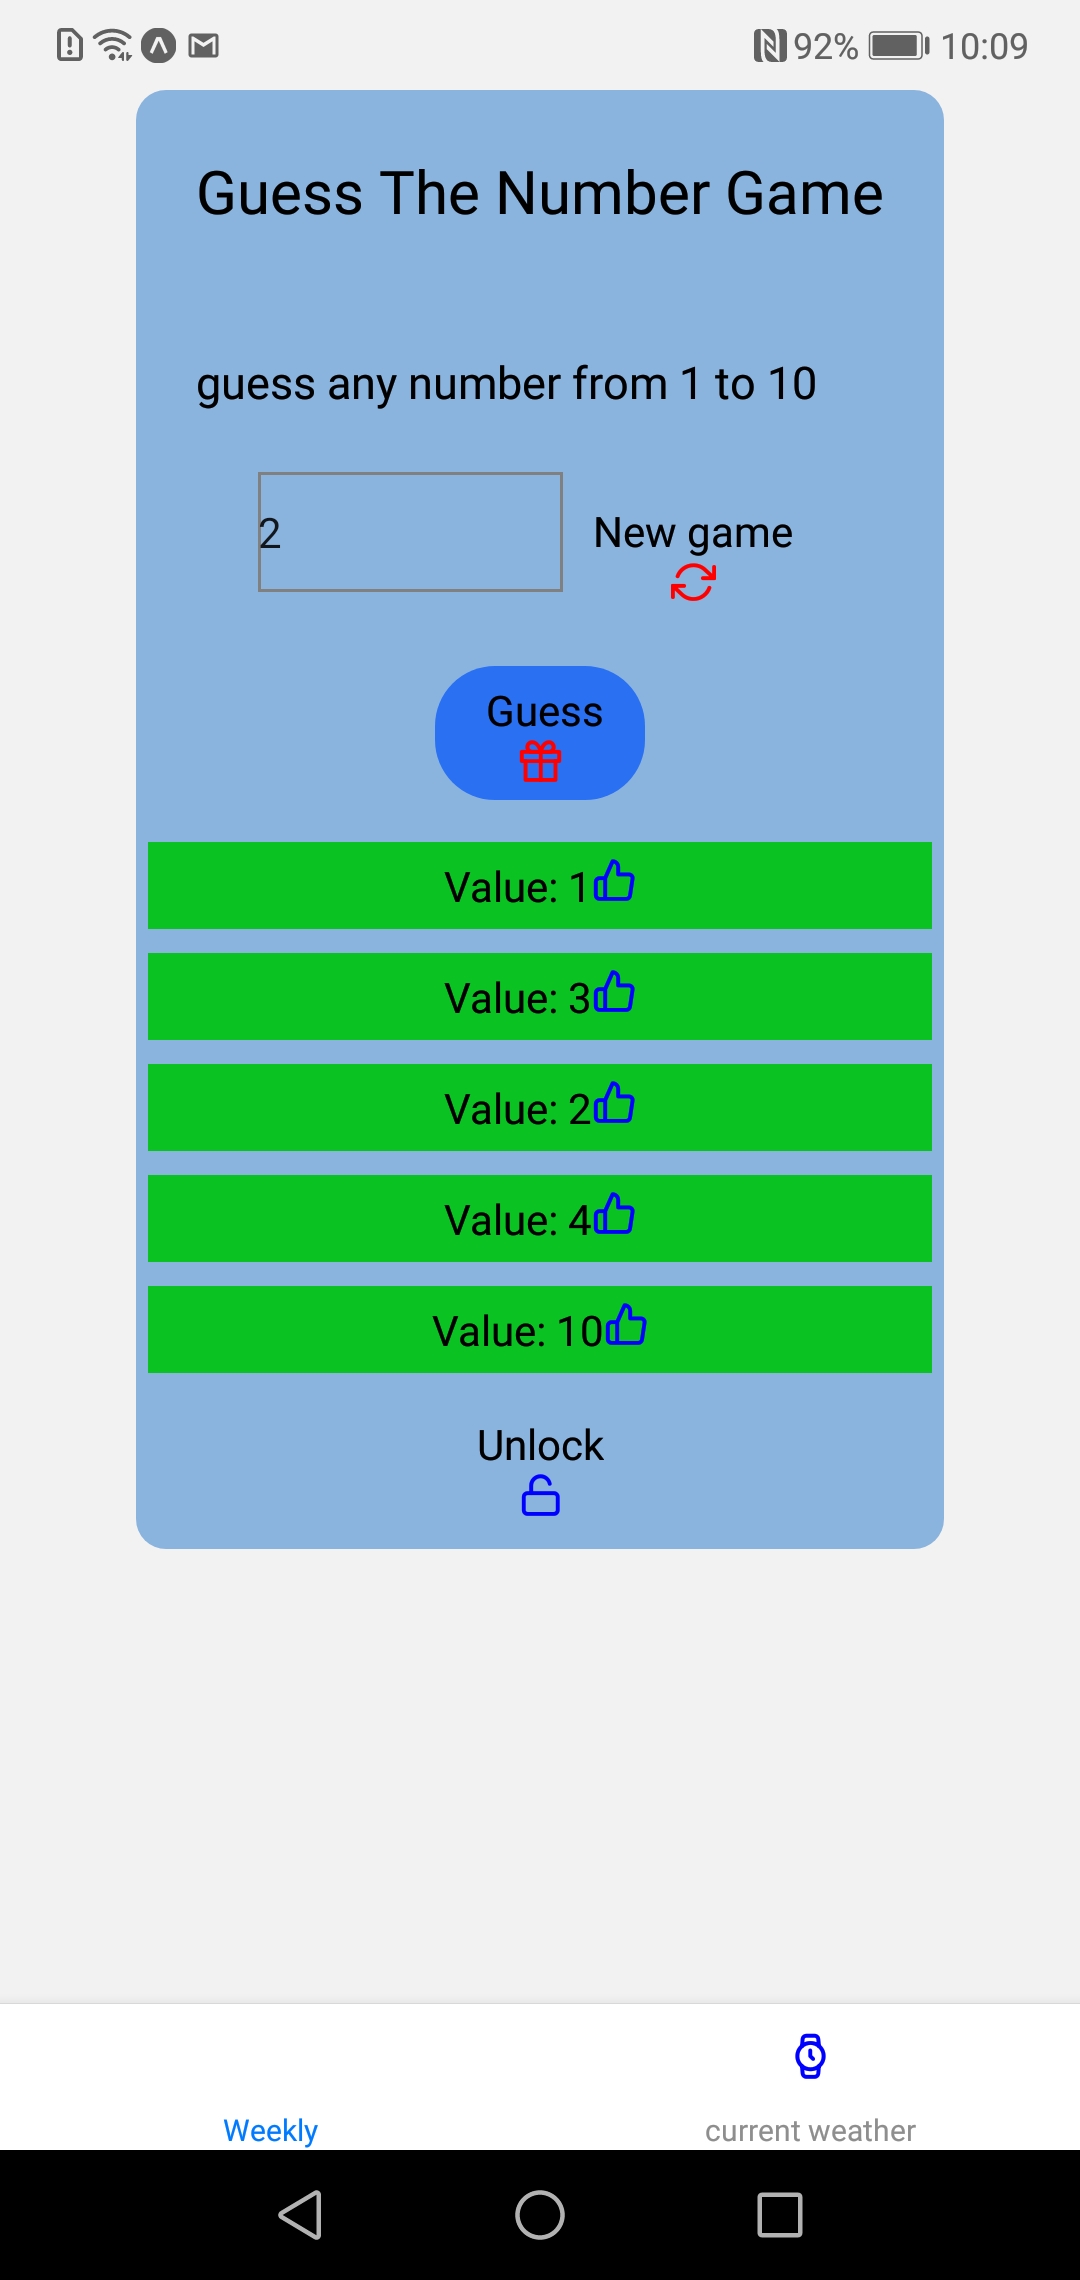 92% 10:09
Guess The Number Game
guess any number from 1 to 10
2
New game
Guess
Value: 1
Value: 3
Value: 2
Value: 4
Value: 10
Unlock
Weekly
current weather